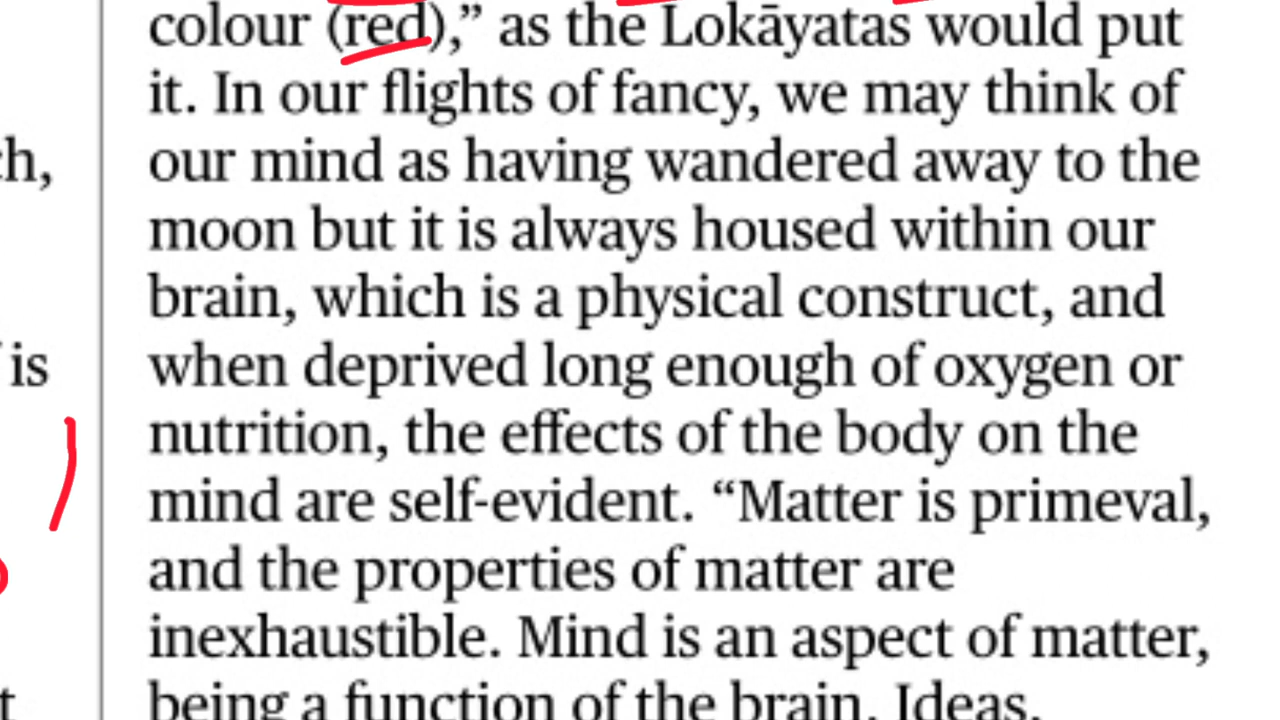 colour (red),” as the Lokāyatas would put
it. In our flights of fancy, we may think of
our mind as having wandered away to the
moon but it is always housed within our
brain, which is a physical construct, and
when deprived long enough of oxygen or
nutrition, the effects of the body on the
mind are self-evident. “Matter is primeval,
and the properties of matter are
inexhaustible. Mind is an aspect of matter,
being a function of the brain. Ideas,
is